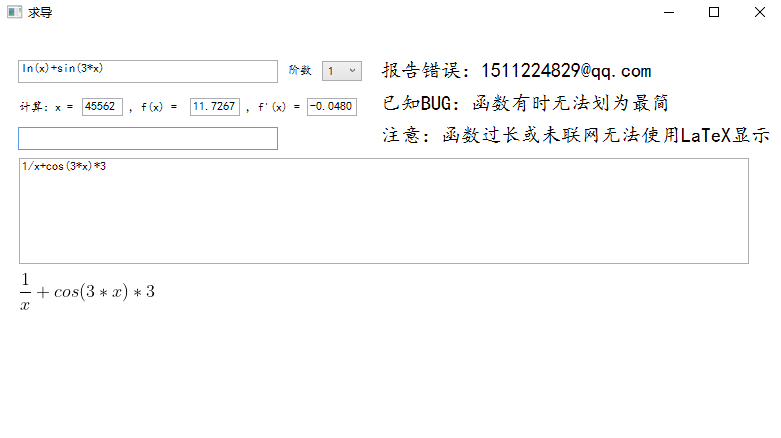 求导
ln(x)+sin(3*x)
阶数 1
报告错误：1511224829@qq.com
计算：x = 45562 , f(x) = 11.7267 , f'(x) = -0.0480
已知BUG：函数有时无法划为最简
注意：函数过长或未联网无法使用LaTeX显示
1/x+cos(3*x)*3
\frac{1}{x} + cos(3 * x) * 3